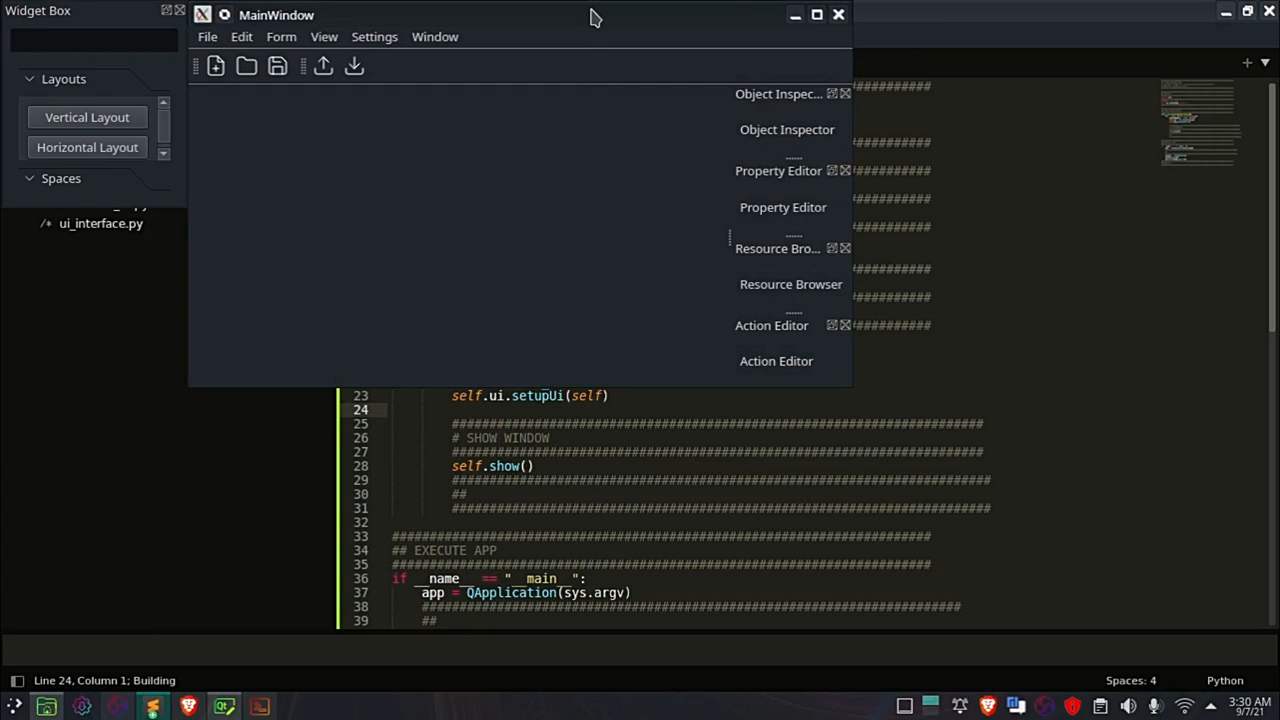 Widget Box
MainWindow
File Edit Form View Settings Window
Layouts
Vertical Layout
Horizontal Layout
Spaces
/* ui_interface.py
Object Inspec...
Object Inspector
Property Editor
Property Editor
Resource Bro...
Resource Browser
Action Editor
Action Editor
###########
###########
###########
###########
###########
###########
###########
###########
23 self.ui.setupUi(self)
24
25 #######################################################################
26 # SHOW WINDOW
27 #######################################################################
28 self.show()
29 ########################################################################
30 ##
31 ########################################################################
32
33 ########################################################################
34 ## EXECUTE APP
35 ########################################################################
36 if __name__ == "__main__":
37 app = QApplication(sys.argv)
38 ########################################################################
39 ##
Line 24, Column 1; Building
Spaces: 4
Python
3:30 AM
9/7/21